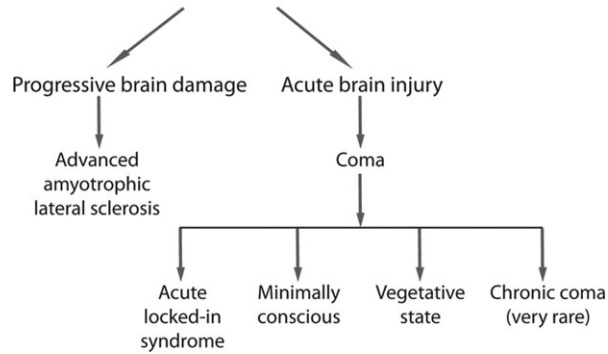 Progressive brain damage
Acute brain injury
Advanced
amyotrophic
lateral sclerosis
Coma
Acute
locked-in
syndrome
Minimally
conscious
Vegetative
state
Chronic coma
(very rare)